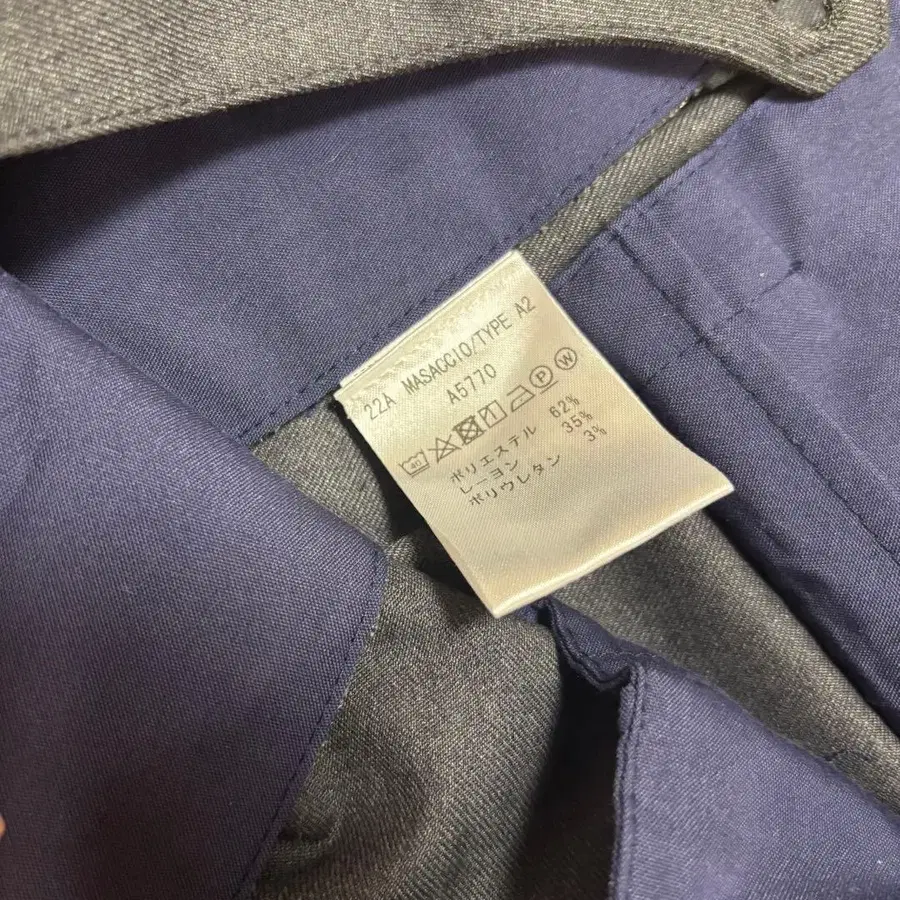 22A MASACCIO/TYPE A2
A5770
40 P W
ポリエステル 62%
レーヨン 35%
ポリウレタン 3%